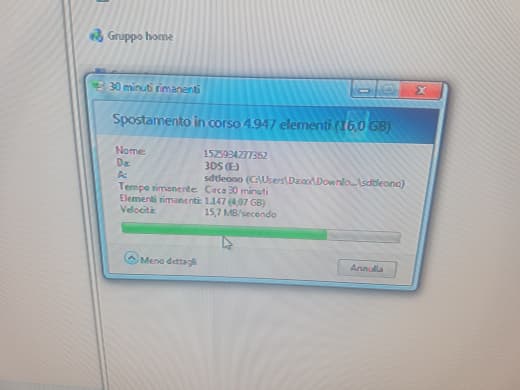 Gruppo home
30 minuti rimanenti
Spostamento in corso 4.947 elementi (16,0 GB)
Nome: 1525934277362
Da: 3DS (E:)
A: sdtleono (C:\Users\Daxxx\Downlo...\sdtleono)
Tempo rimanente: Circa 30 minuti
Elementi rimanenti: 1.147 (4,07 GB)
Velocità: 15,7 MB/secondo
Meno dettagli
Annulla